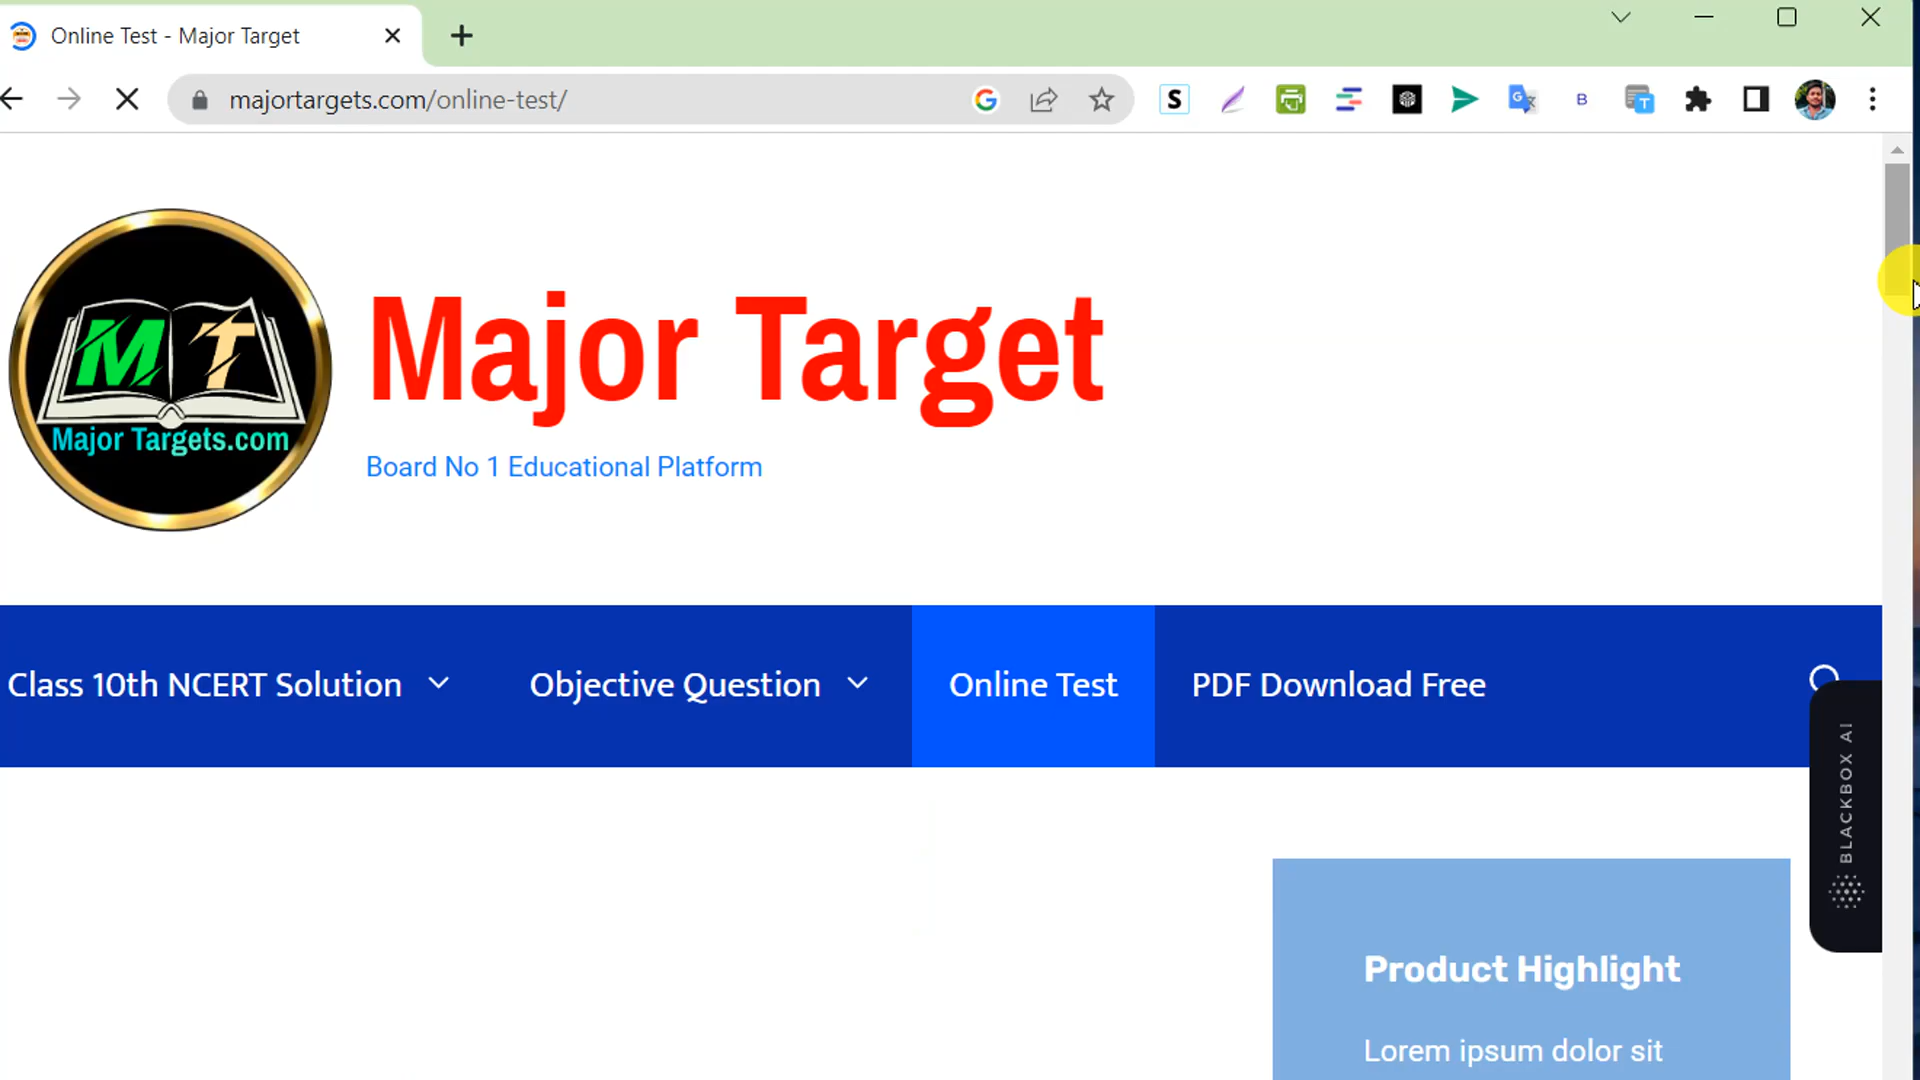 Online Test - Major Target
majortargets.com/online-test/
S
G
B
T
MT
Major Targets.com
Major Target
Board No 1 Educational Platform
Class 10th NCERT Solution
Objective Question
Online Test
PDF Download Free
BLACKBOX AI
Product Highlight
Lorem ipsum dolor sit